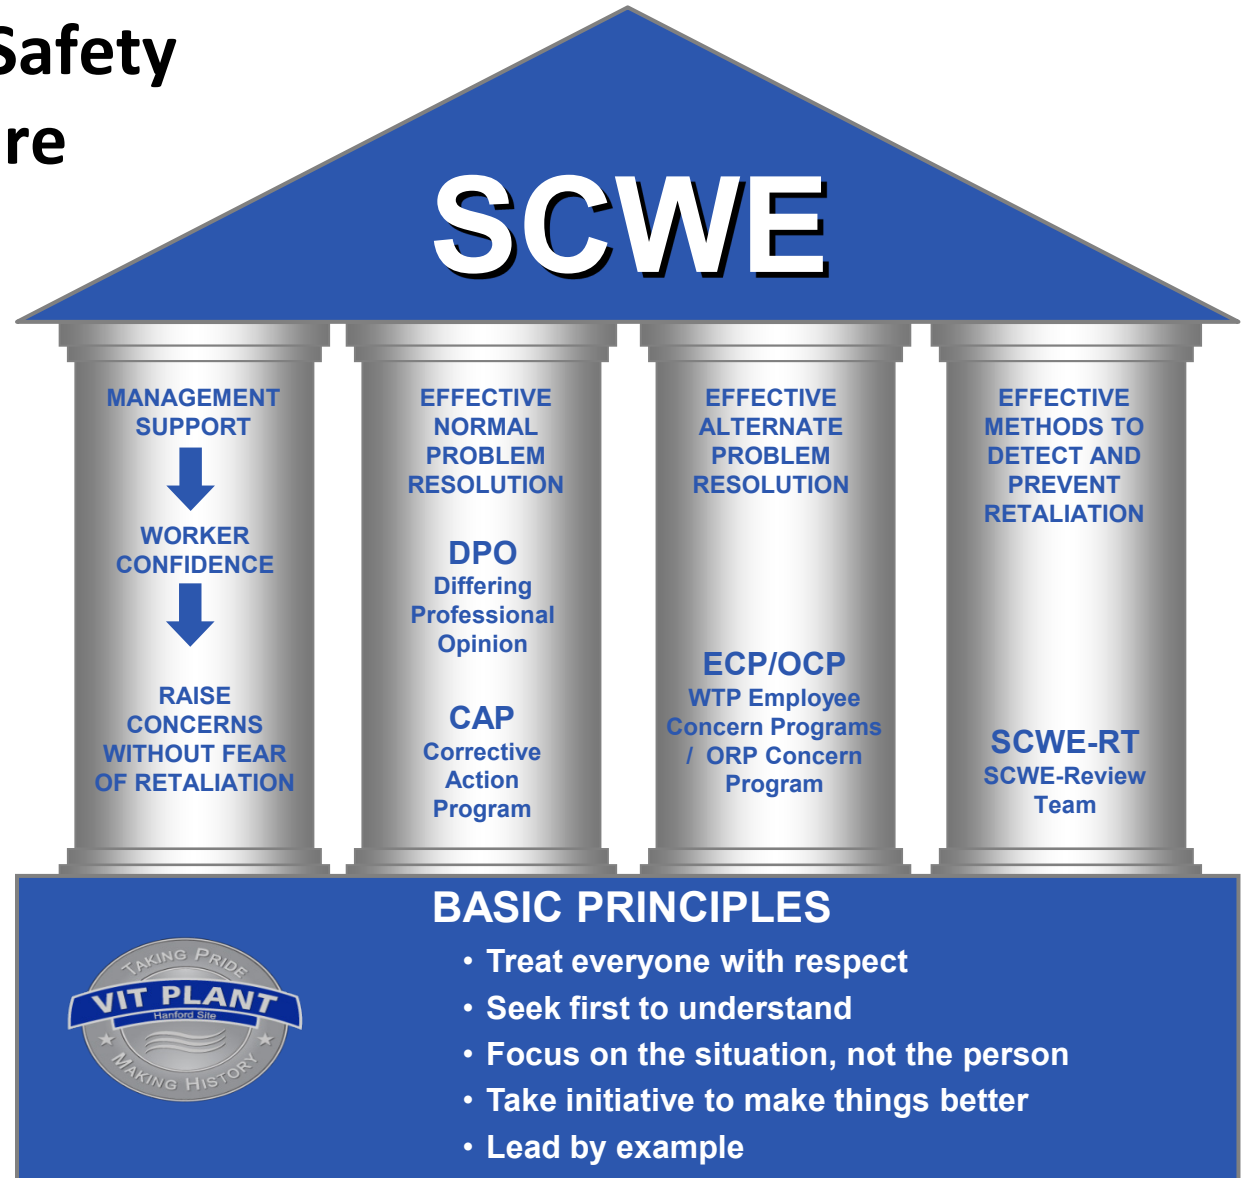 Safety
re
SCWE
MANAGEMENT
SUPPORT
WORKER
CONFIDENCE
RAISE
CONCERNS
WITHOUT FEAR
OF RETALIATION
EFFECTIVE
NORMAL
PROBLEM
RESOLUTION
DPO
Differing
Professional
Opinion
CAP
Corrective
Action
Program
EFFECTIVE
ALTERNATE
PROBLEM
RESOLUTION
ECP/OCP
WTP Employee
Concern Programs
/ ORP Concern
Program
EFFECTIVE
METHODS TO
DETECT AND
PREVENT
RETALIATION
SCWE-RT
SCWE-Review
Team
BASIC PRINCIPLES
• Treat everyone with respect
• Seek first to understand
• Focus on the situation, not the person
• Take initiative to make things better
• Lead by example
TAKING PRIDE
VIT PLANT
Hanford Site
MAKING HISTORY